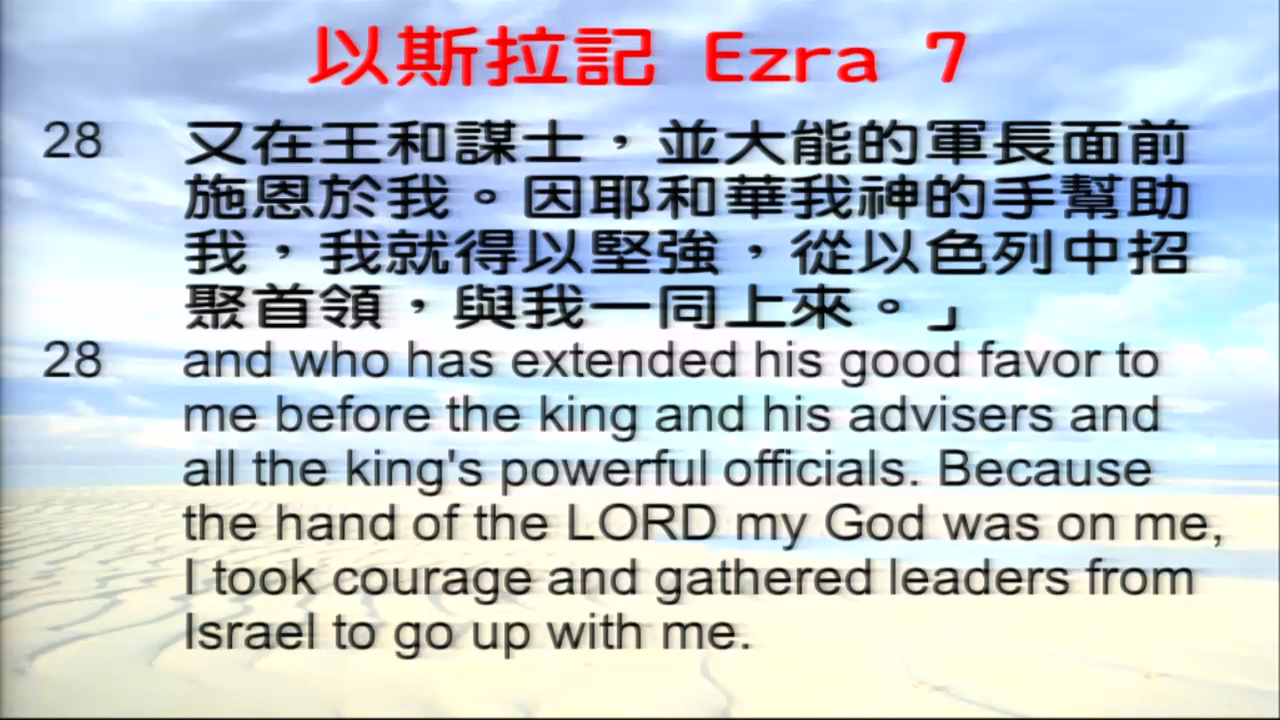 以斯拉記 Ezra 7
28 又在王和謀士，並大能的軍長面前
施恩於我。因耶和華我神的手幫助
我，我就得以堅強，從以色列中招
聚首領，與我一同上來。」
28 and who has extended his good favor to
me before the king and his advisers and
all the king's powerful officials. Because
the hand of the LORD my God was on me,
I took courage and gathered leaders from
Israel to go up with me.